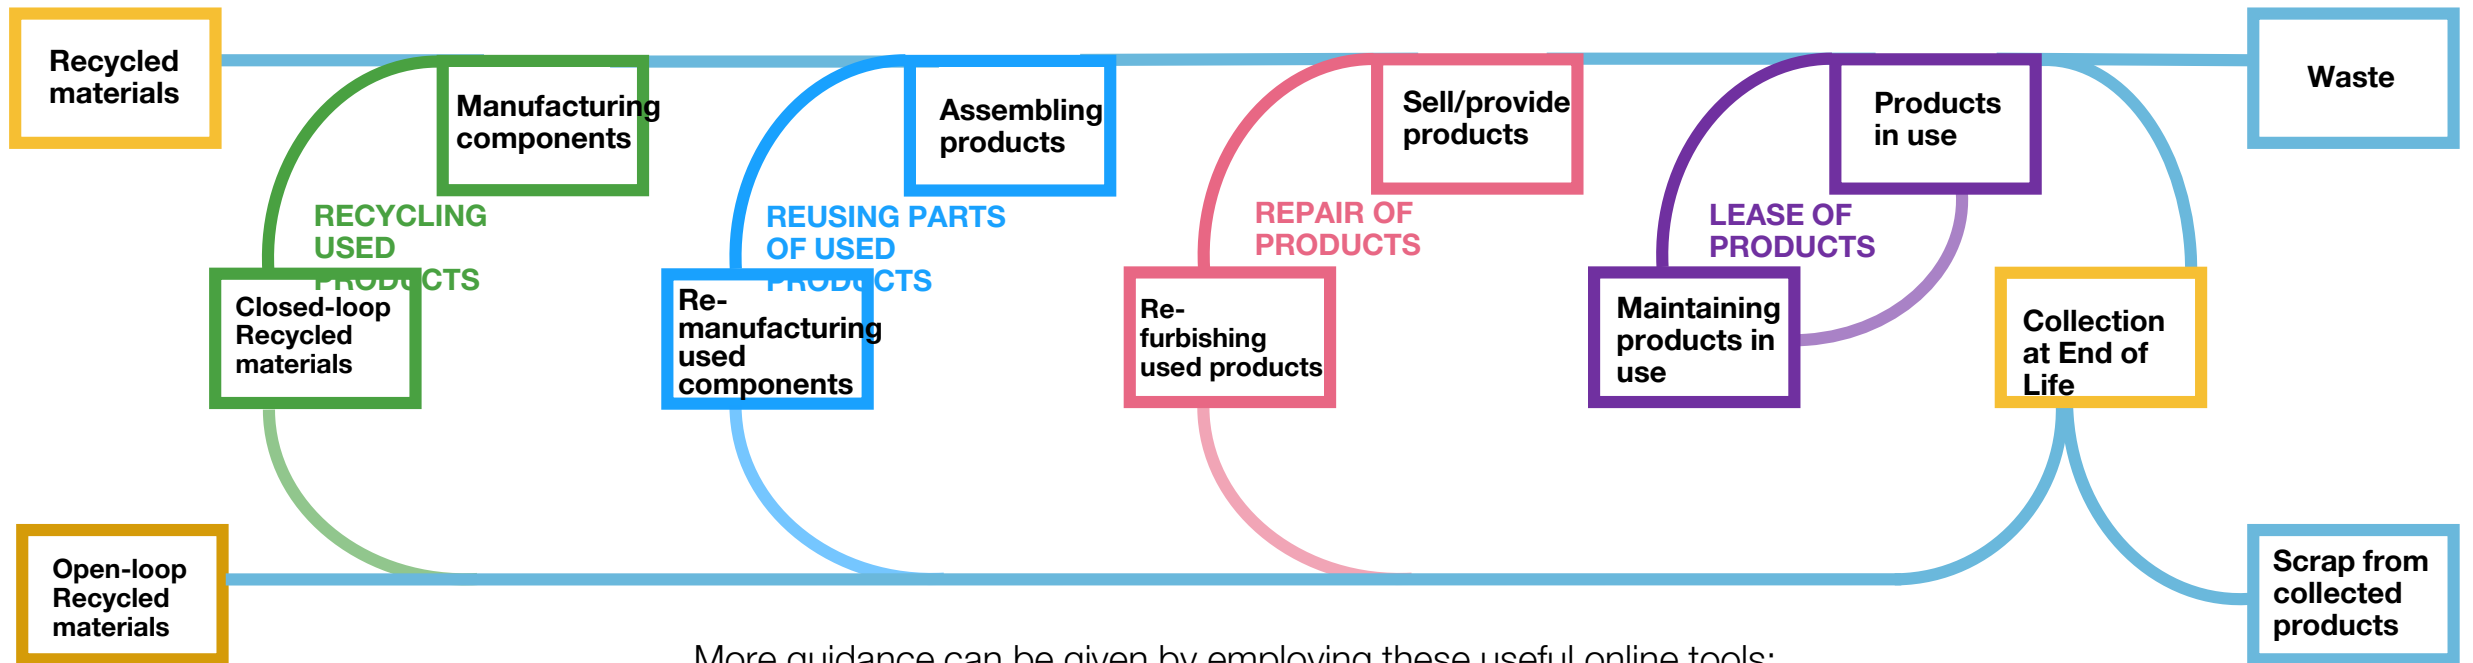 Recycled
materials
Manufacturing
components
Assembling
products
Sell/provide
products
Products
in use
Waste
RECYCLING
USED
PRODUCTS
REUSING PARTS
OF USED
PRODUCTS
REPAIR OF
PRODUCTS
LEASE OF
PRODUCTS
Closed-loop
Recycled
materials
Re-
manufacturing
used
components
Re-
furbishing
used products
Maintaining
products in
use
Collection
at End of
Life
Open-loop
Recycled
materials
Scrap from
collected
products
More guidance can be given by employing these useful online tools: